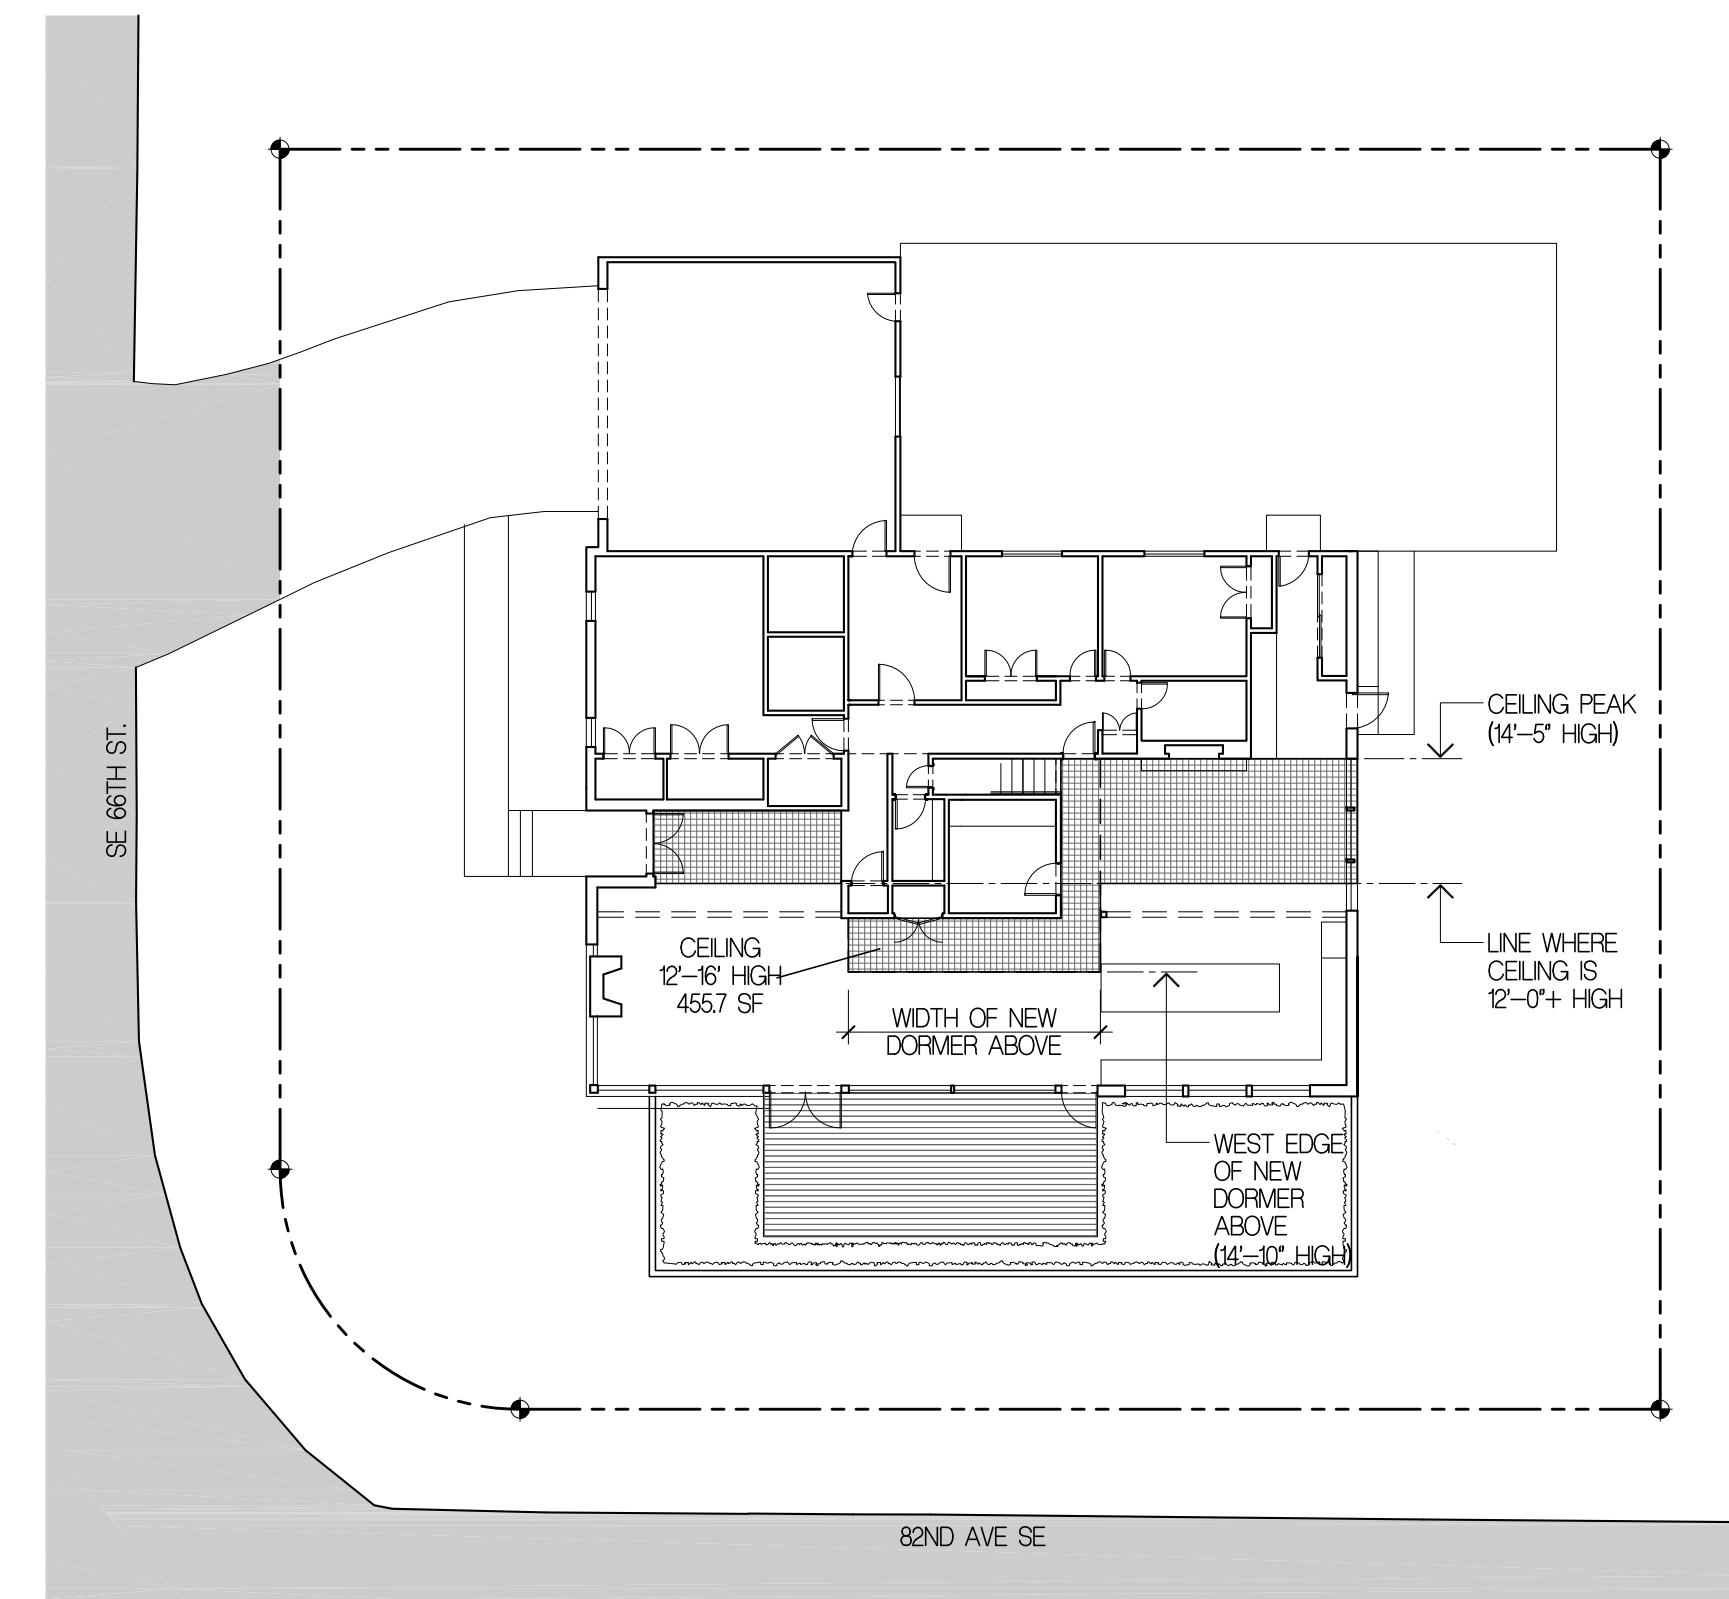 CEILING PEAK
(14'-5" HIGH)
SE 66TH ST.
CEILING
12'-16' HIGH
455.7 SF
LINE WHERE
CEILING IS
12'-0"+ HIGH
WIDTH OF NEW
DORMER ABOVE
WEST EDGE
OF NEW
DORMER
ABOVE
(14'-10" HIGH)
82ND AVE SE